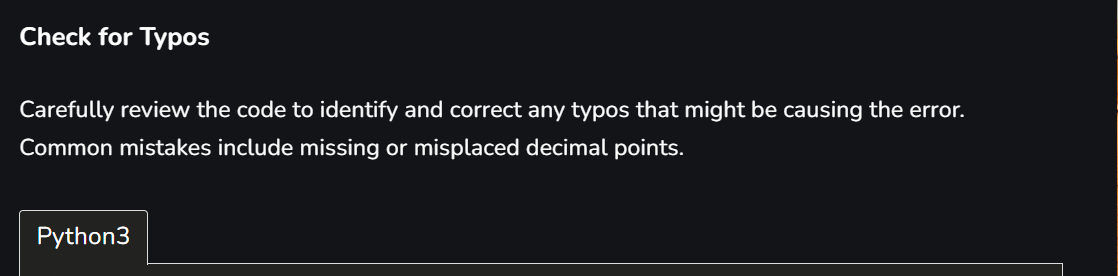 Check for Typos
Carefully review the code to identify and correct any typos that might be causing the error.
Common mistakes include missing or misplaced decimal points.
Python3